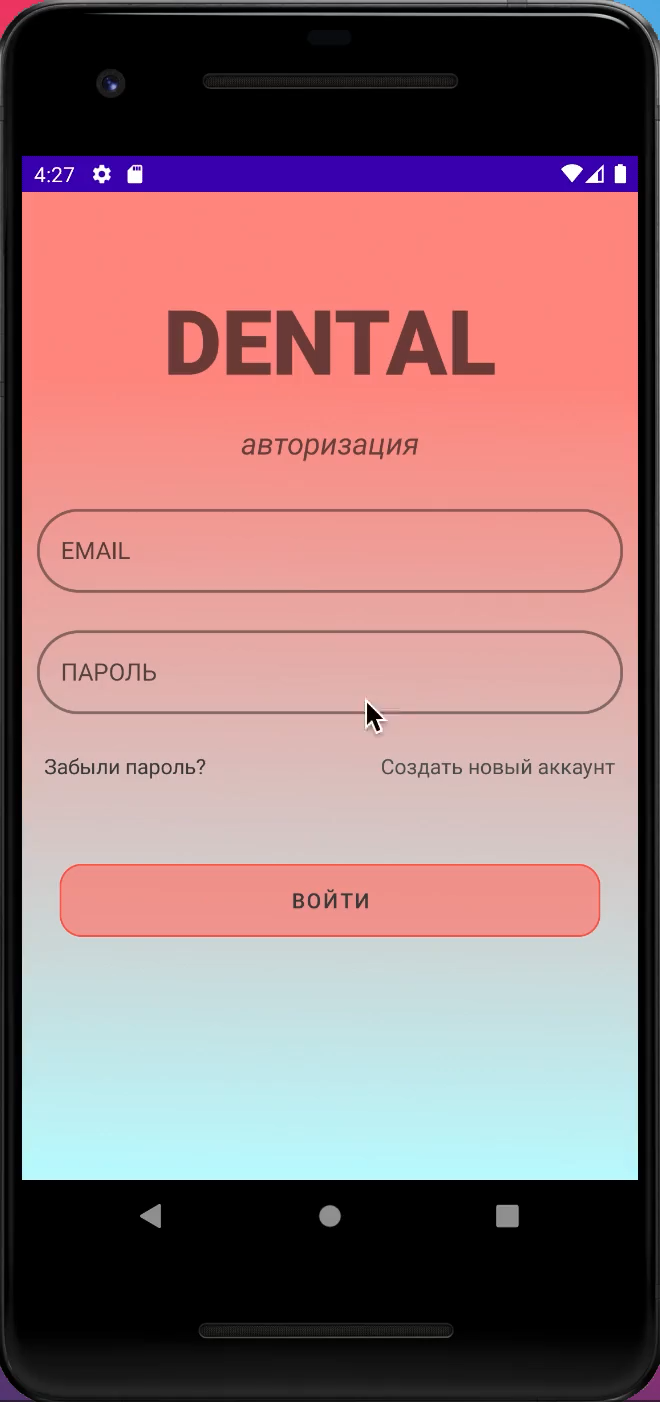 4:27
DENTAL
авторизация
EMAIL
ПАРОЛЬ
Забыли пароль? Создать новый аккаунт
ВОЙТИ